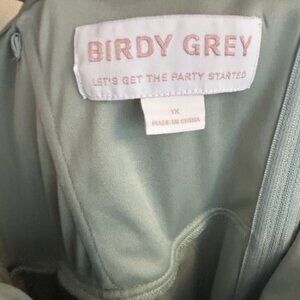 BIRDY GREY
LET'S GET THE PARTY STARTED
1X
MADE IN CHINA